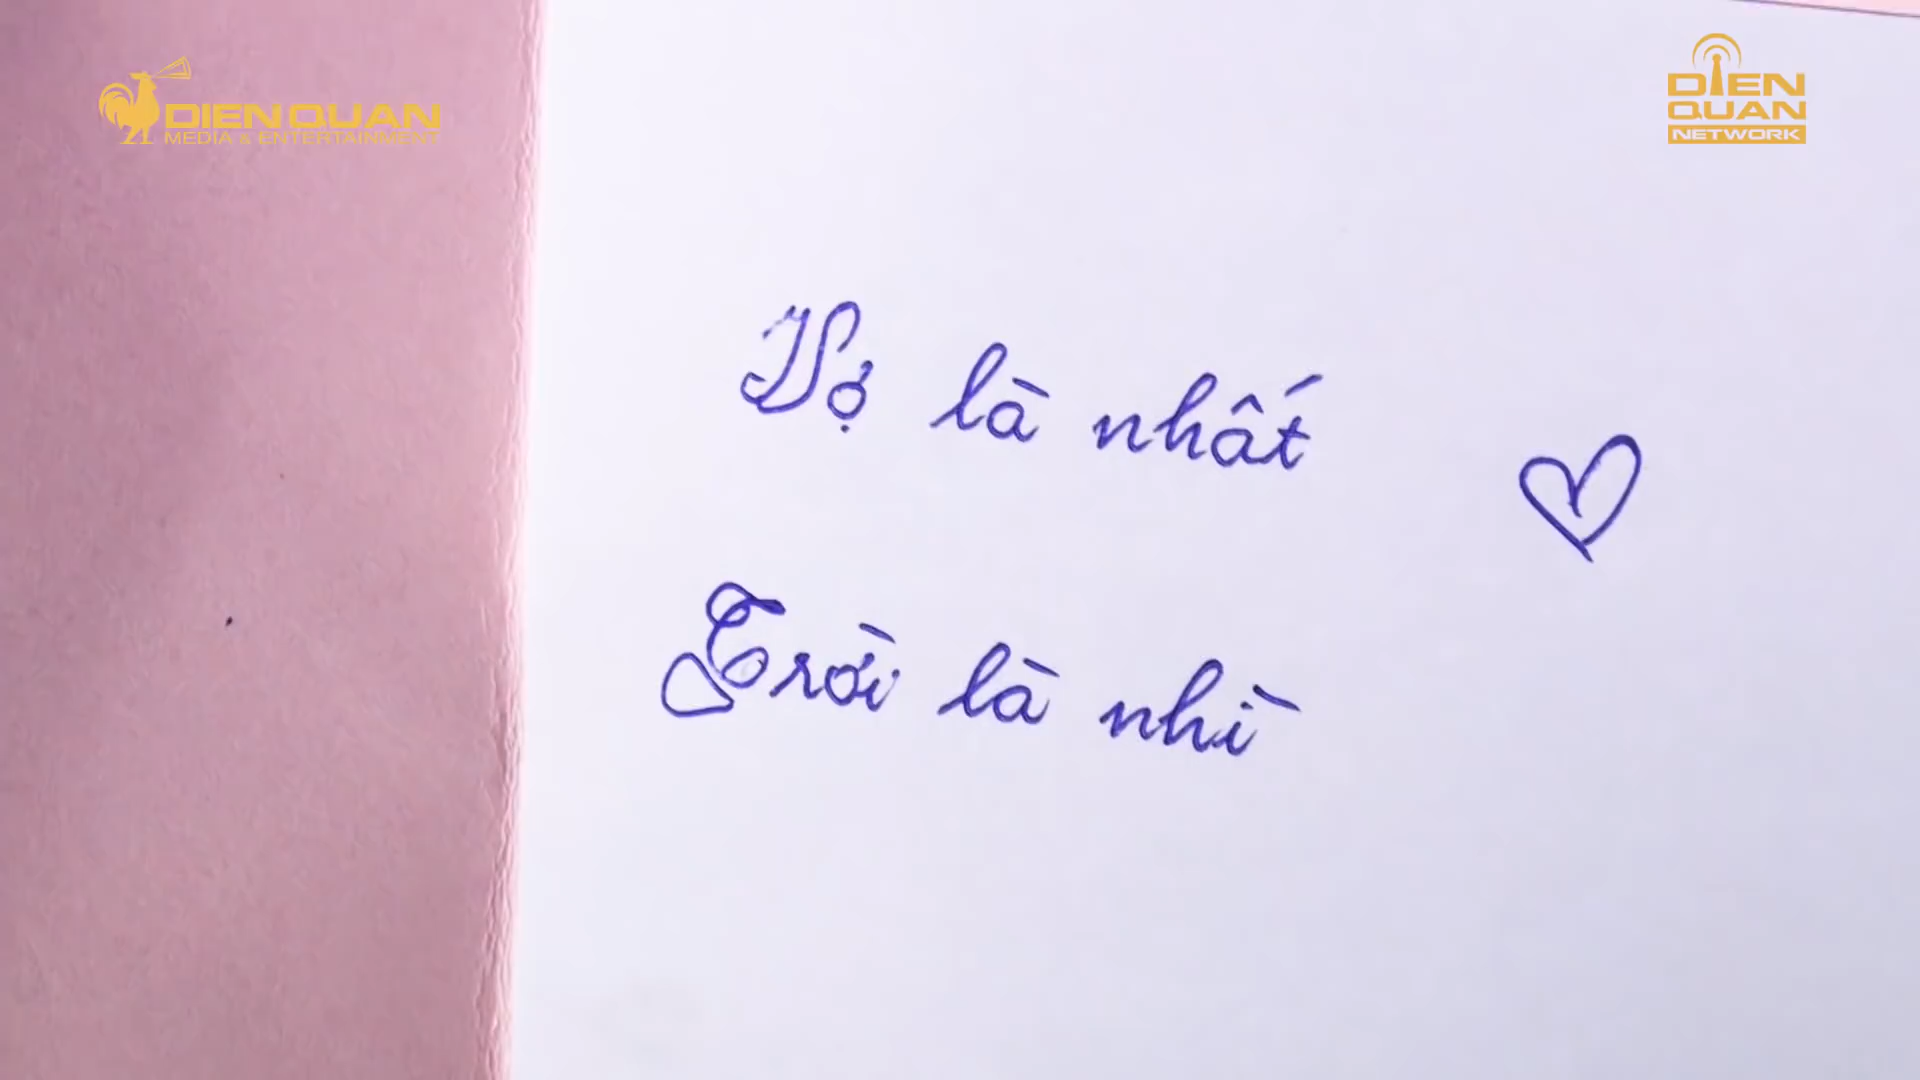 DIEN QUAN
MEDIA & ENTERTAINMENT
DIEN
QUAN
NETWORK
Vợ là nhất
Trời là nhì